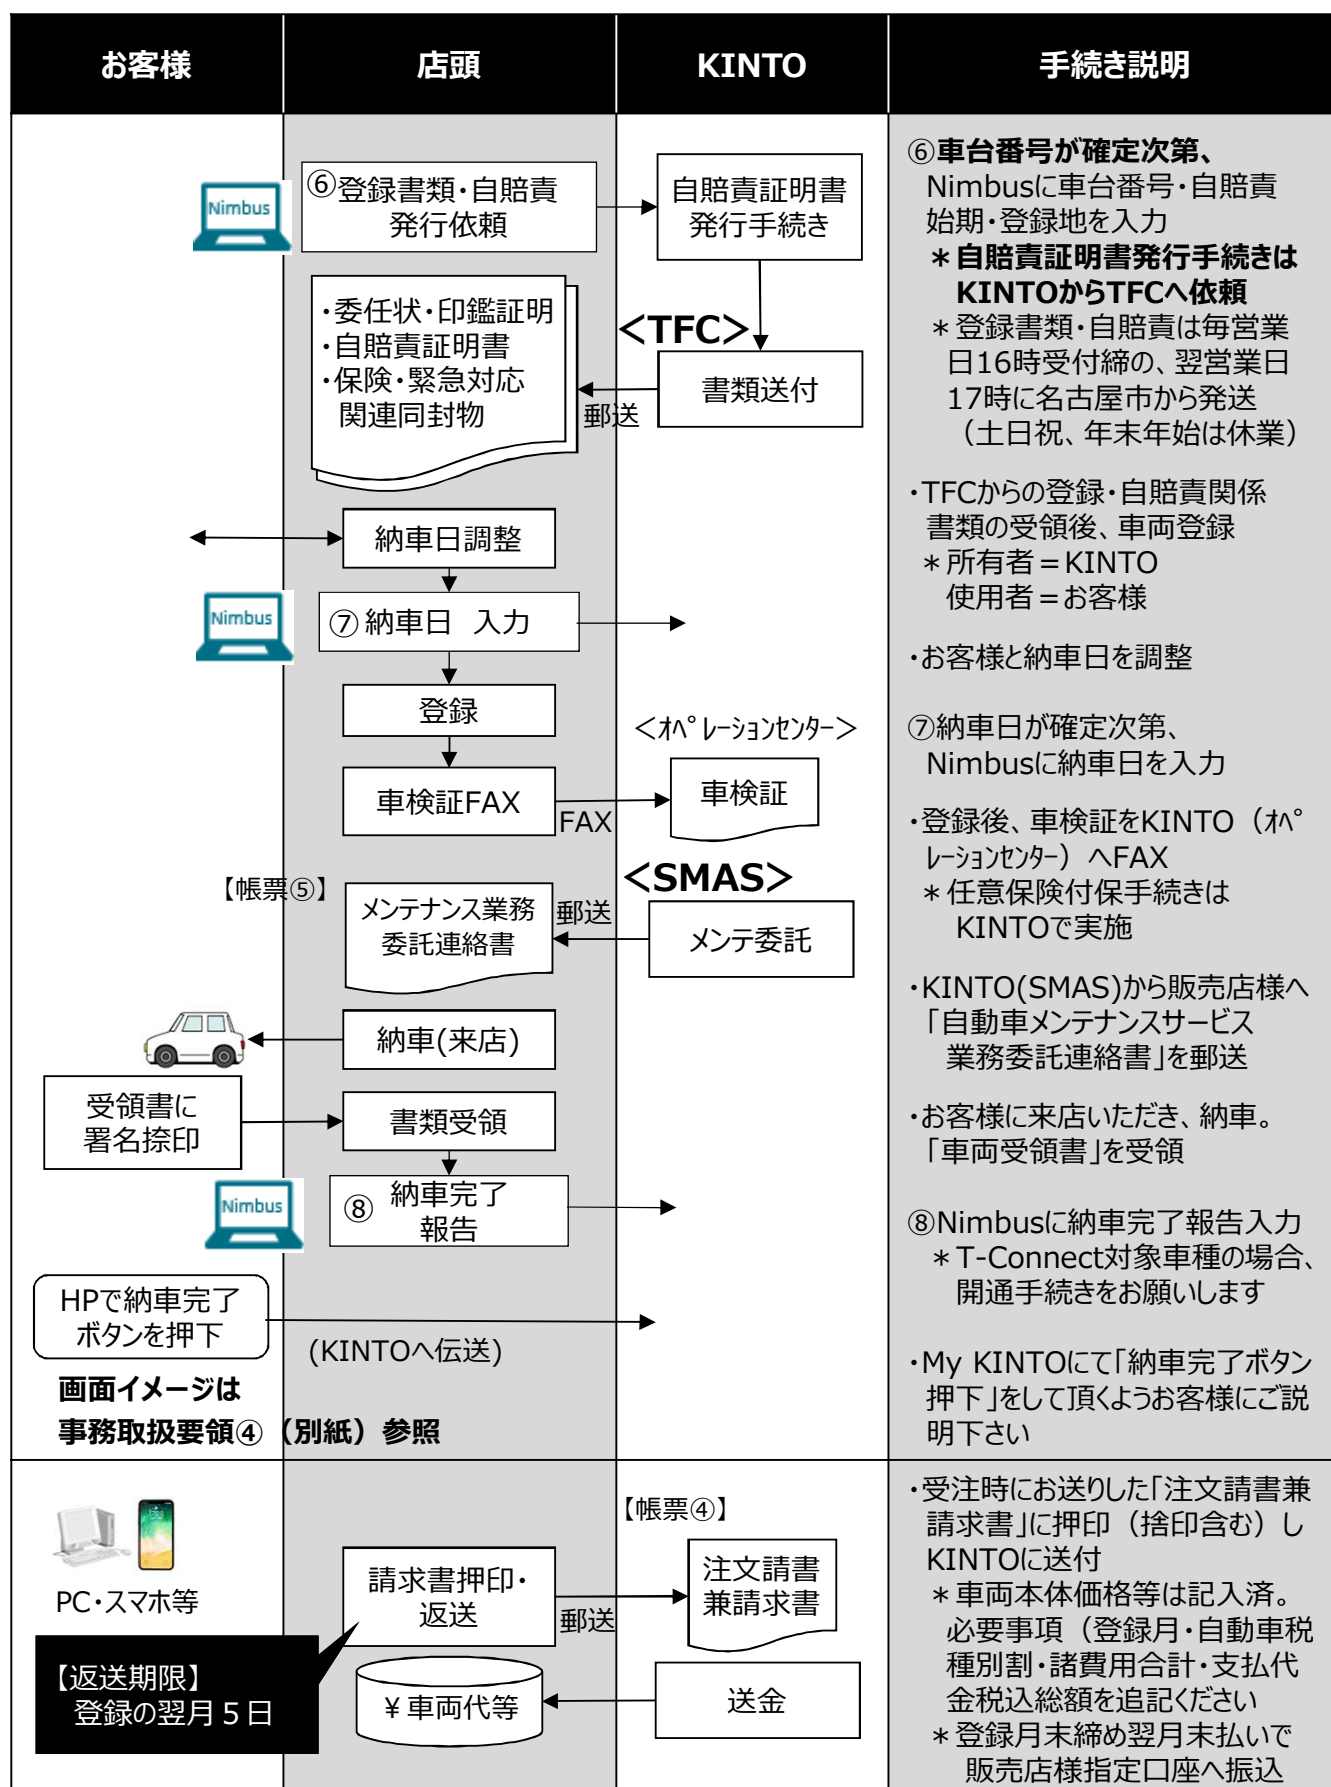 お客様
店頭
KINTO
手続き説明
Nimbus
⑥登録書類・自賠責
発行依頼
自賠責証明書
発行手続き
・委任状・印鑑証明
・自賠責証明書
・保険・緊急対応
関連同封物
＜TFC＞
書類送付
郵送
納車日調整
Nimbus
⑦納車日　入力
登録
＜ｵﾍﾟﾚｰｼｮﾝｾﾝﾀｰ＞
車検証FAX
FAX
車検証
【帳票⑤】
＜SMAS＞
メンテナンス業務
委託連絡書
郵送
メンテ委託
納車(来店)
受領書に
署名捺印
書類受領
Nimbus
⑧ 納車完了
報告
HPで納車完了
ボタンを押下
(KINTOへ伝送)
画面イメージは
事務取扱要領④（別紙）参照
⑥車台番号が確定次第、
Nimbusに車台番号・自賠責
始期・登録地を入力
＊自賠責証明書発行手続きは
KINTOからTFCへ依頼
＊登録書類・自賠責は毎営業
日16時受付締の、翌営業日
17時に名古屋市から発送
（土日祝、年末年始は休業）
・TFCからの登録・自賠責関係
書類の受領後、車両登録
＊所有者＝KINTO
使用者＝お客様
・お客様と納車日を調整
⑦納車日が確定次第、
Nimbusに納車日を入力
・登録後、車検証をKINTO（ｵﾍﾟ
ﾚｰｼｮﾝｾﾝﾀｰ）へFAX
＊任意保険付保手続きは
KINTOで実施
・KINTO(SMAS)から販売店様へ
「自動車メンテナンスサービス
業務委託連絡書」を郵送
・お客様に来店いただき、納車。
「車両受領書」を受領
⑧Nimbusに納車完了報告入力
＊T-Connect対象車種の場合、
開通手続きをお願いします
・My KINTOにて「納車完了ボタン
押下」をして頂くようお客様にご説
明下さい
PC・スマホ等
【返送期限】
登録の翌月５日
請求書押印・
返送
郵送
【帳票④】
注文請書
兼請求書
￥車両代等
送金
・受注時にお送りした「注文請書兼
請求書」に押印（捨印含む）し
KINTOに送付
＊車両本体価格等は記入済。
必要事項（登録月・自動車税
種別割・諸費用合計・支払代
金税込総額を追記ください
＊登録月末締め翌月末払いで
販売店様指定口座へ振込